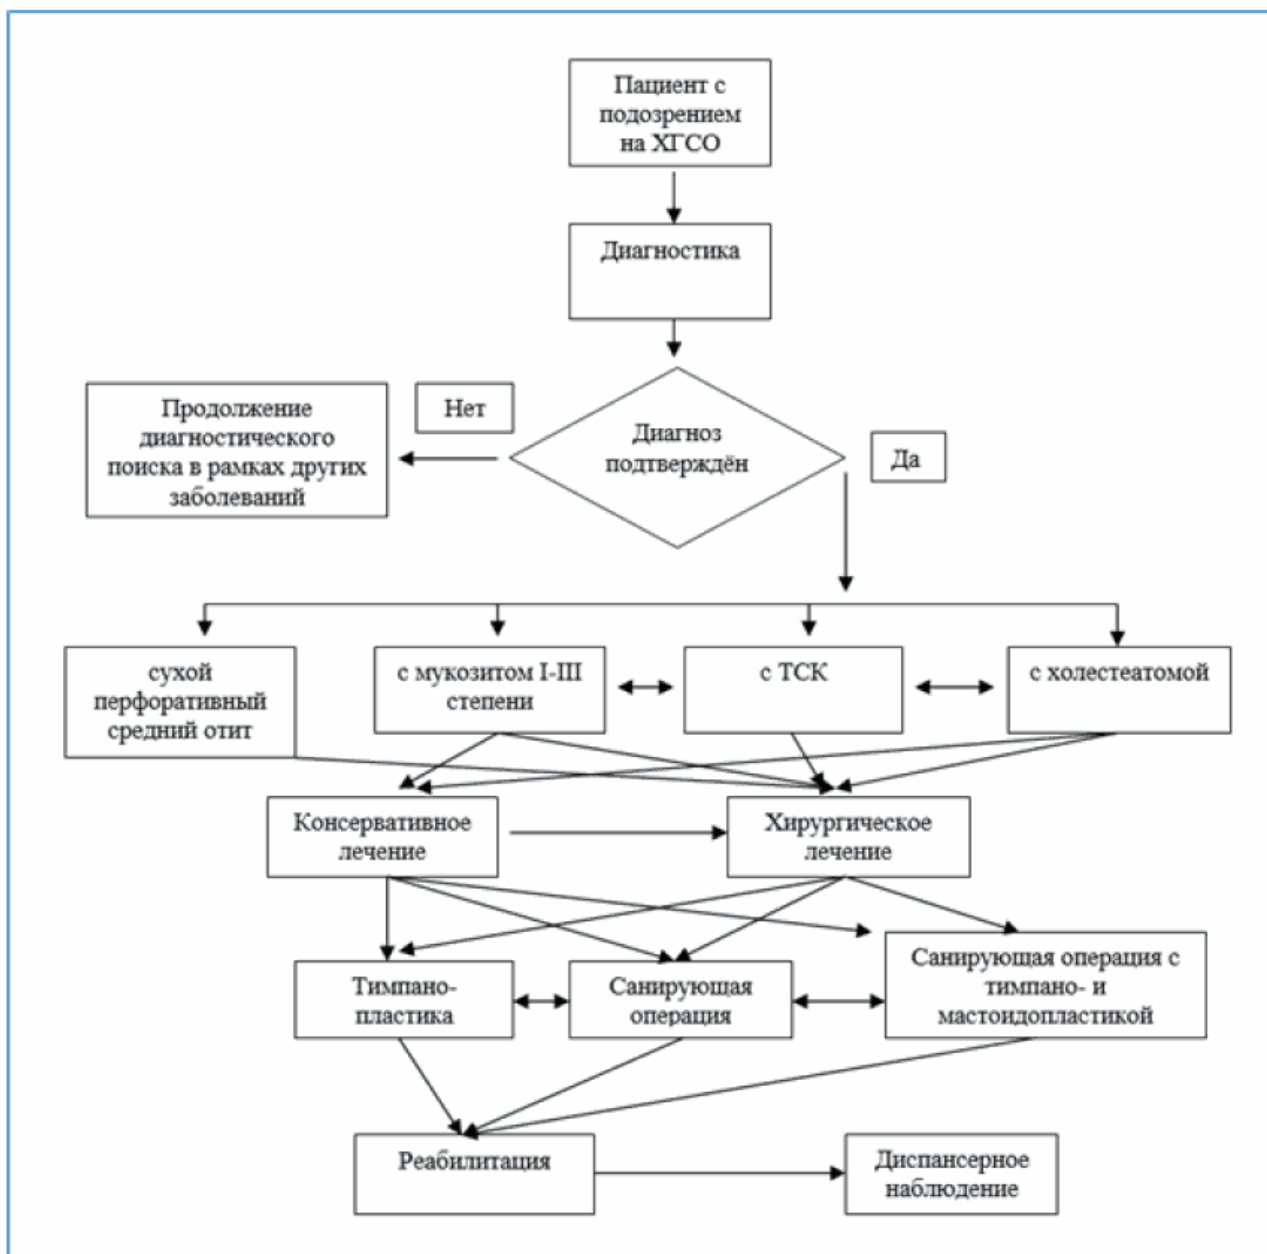 Пациент с
подозрением
на ХГСО
Диагностика
Продолжение
диагностического
поиска в рамках других
заболеваний
Нет
Диагноз
подтверждён
Да
сухой
перфоративный
средний отит
с мукозитом I-III
степени
с ТСК
с холестеатомой
Консервативное
лечение
Хирургическое
лечение
Тимпано-
пластика
Санирующая
операция
Санирующая операция с
тимпано- и
мастоидопластикой
Реабилитация
Диспансерное
наблюдение